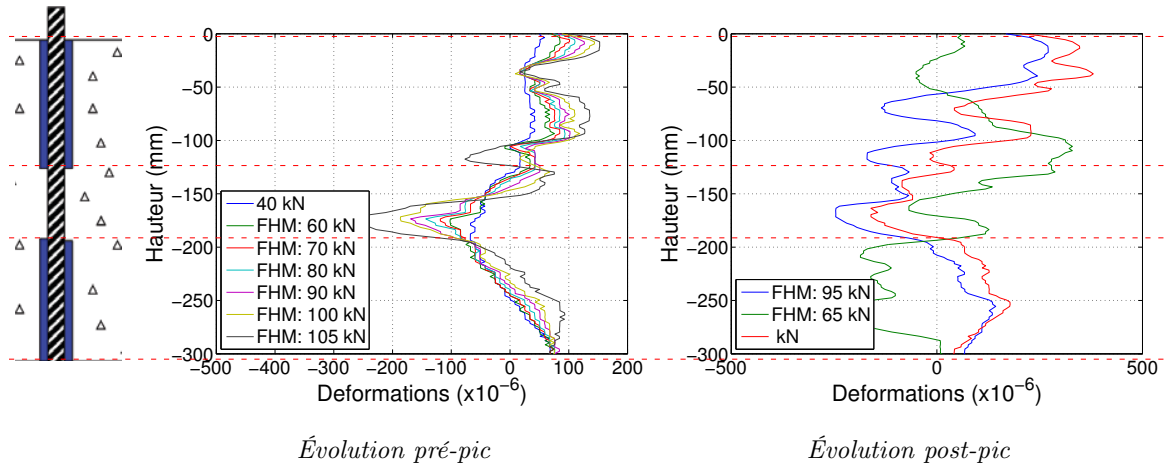 0
−50
−100
−150
−200
−250
−300
Hauteur (mm)
40 kN
FHM: 60 kN
FHM: 70 kN
FHM: 80 kN
FHM: 90 kN
FHM: 100 kN
FHM: 105 kN
−500 −400 −300 −200 −100 0 100 200
Deformations (x10⁻⁶)
0
−50
−100
−150
−200
−250
−300
Hauteur (mm)
FHM: 95 kN
FHM: 65 kN
kN
−500 0 500
Deformations (x10⁻⁶)
Évolution pré-pic
Évolution post-pic